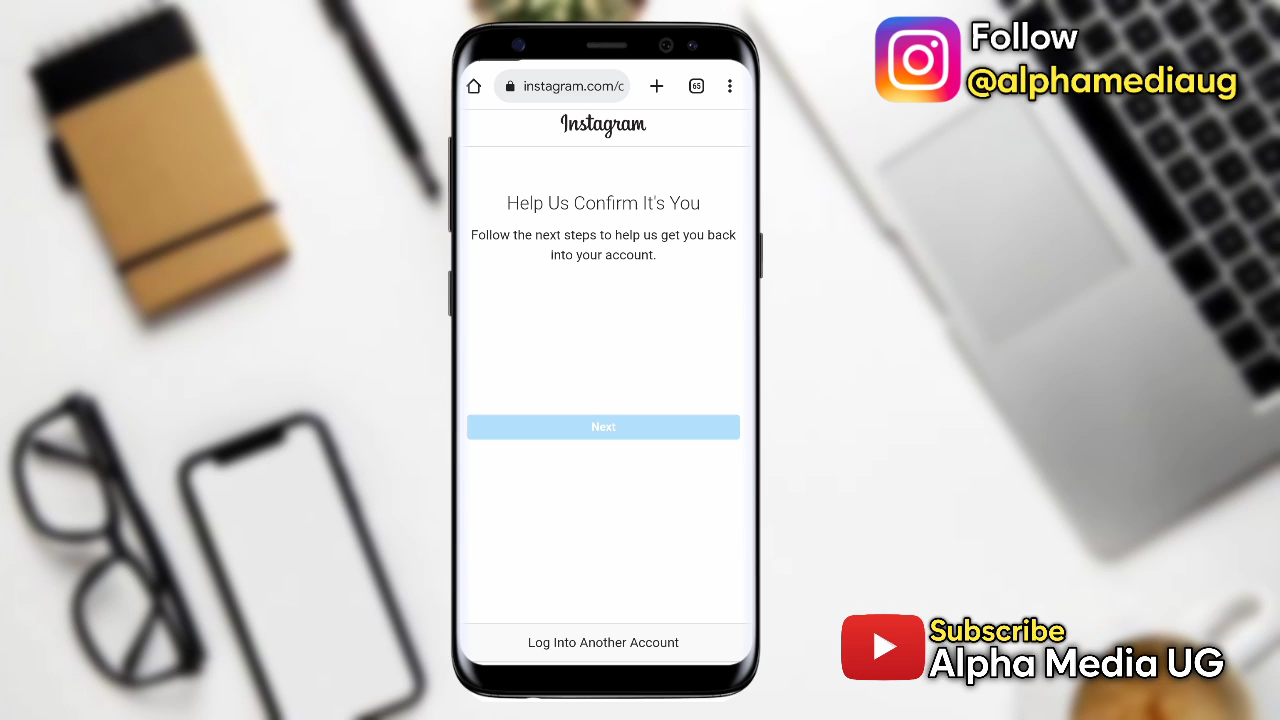 Follow
@alphamediaug
65
instagram.com/c
Instagram
Help Us Confirm It's You
Follow the next steps to help us get you back
into your account.
Next
Log Into Another Account
Subscribe
Alpha Media UG